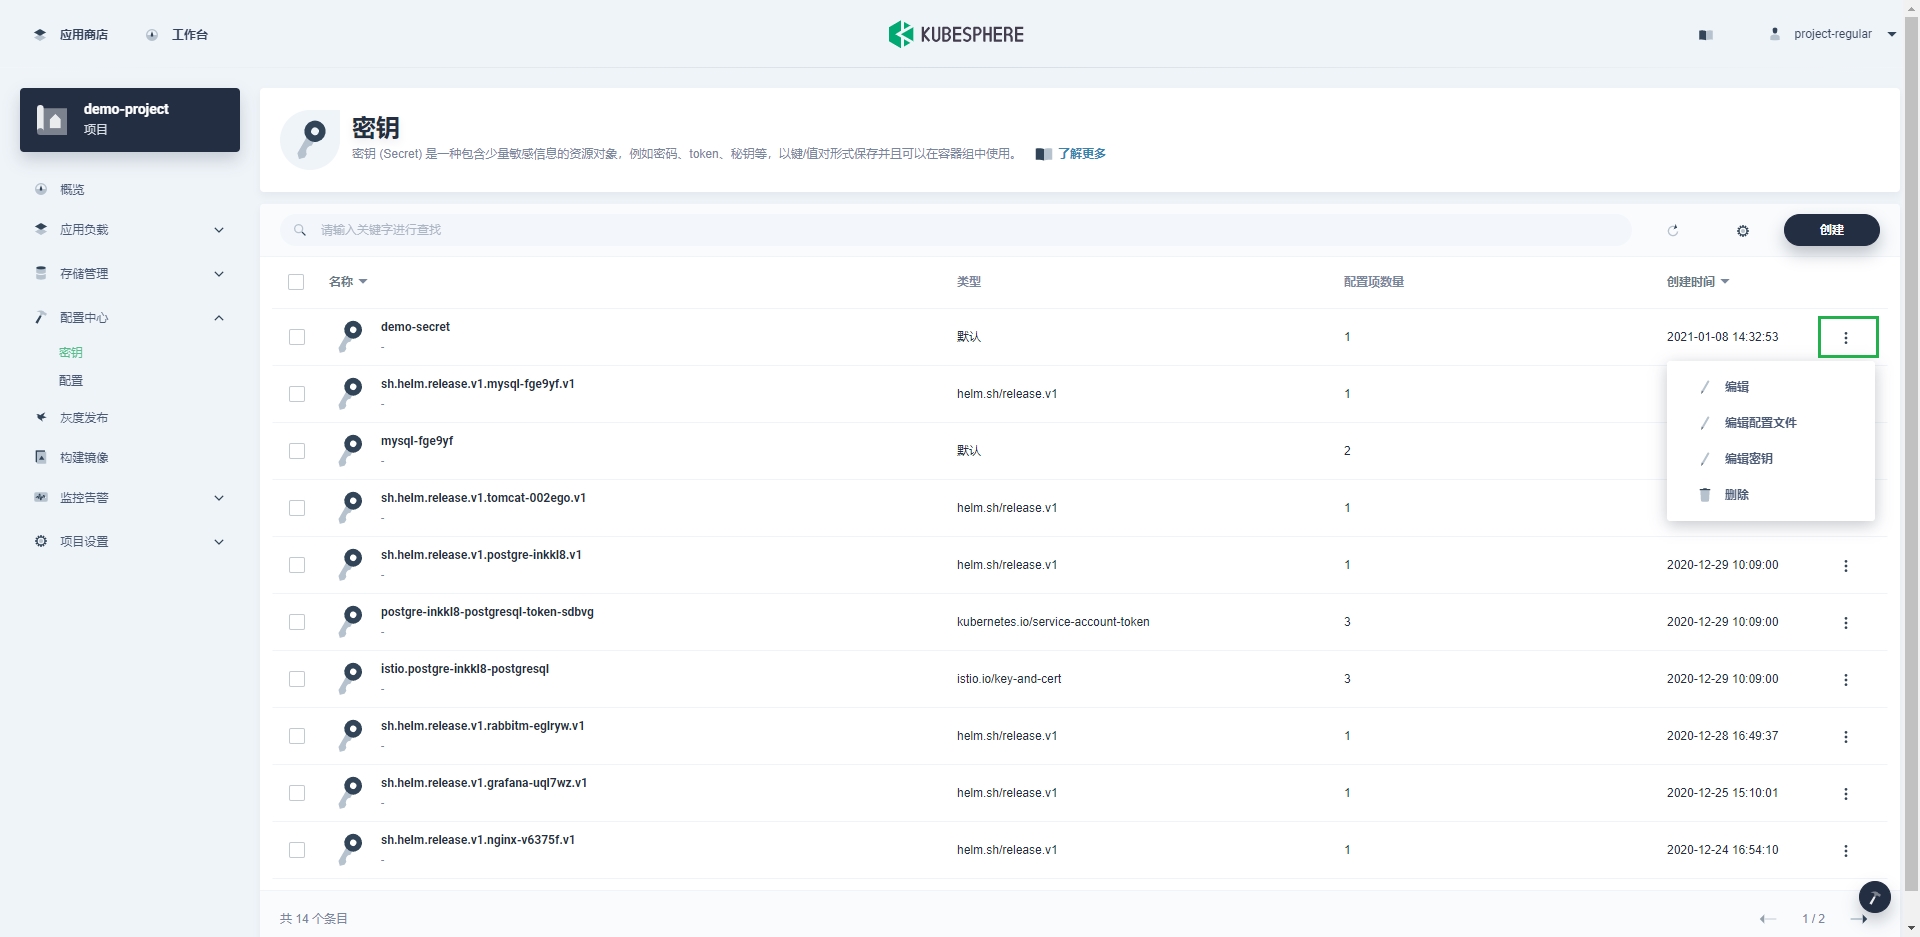 应用商店
工作台
KUBESPHERE
project-regular
demo-project
项目
概览
应用负载
存储管理
配置中心
密钥
配置
灰度发布
构建镜像
监控告警
项目设置
密钥
密钥 (Secret) 是一种包含少量敏感信息的资源对象，例如密码、token、秘钥等，以键/值对形式保存并且可以在容器组中使用。 了解更多
请输入关键字进行查找
创建
名称 类型 配置项数量 创建时间
demo-secret
-
默认 1 2021-01-08 14:32:53
编辑
编辑配置文件
编辑密钥
删除
sh.helm.release.v1.mysql-fge9yf.v1
-
helm.sh/release.v1 1
mysql-fge9yf
-
默认 2
sh.helm.release.v1.tomcat-002ego.v1
-
helm.sh/release.v1 1
sh.helm.release.v1.postgre-inkkl8.v1
-
helm.sh/release.v1 1 2020-12-29 10:09:00
postgre-inkkl8-postgresql-token-sdbvg
-
kubernetes.io/service-account-token 3 2020-12-29 10:09:00
istio.postgre-inkkl8-postgresql
-
istio.io/key-and-cert 3 2020-12-29 10:09:00
sh.helm.release.v1.rabbitm-eglryw.v1
-
helm.sh/release.v1 1 2020-12-28 16:49:37
sh.helm.release.v1.grafana-uql7wz.v1
-
helm.sh/release.v1 1 2020-12-25 15:10:01
sh.helm.release.v1.nginx-v6375f.v1
-
helm.sh/release.v1 1 2020-12-24 16:54:10
共 14 个条目
1 / 2